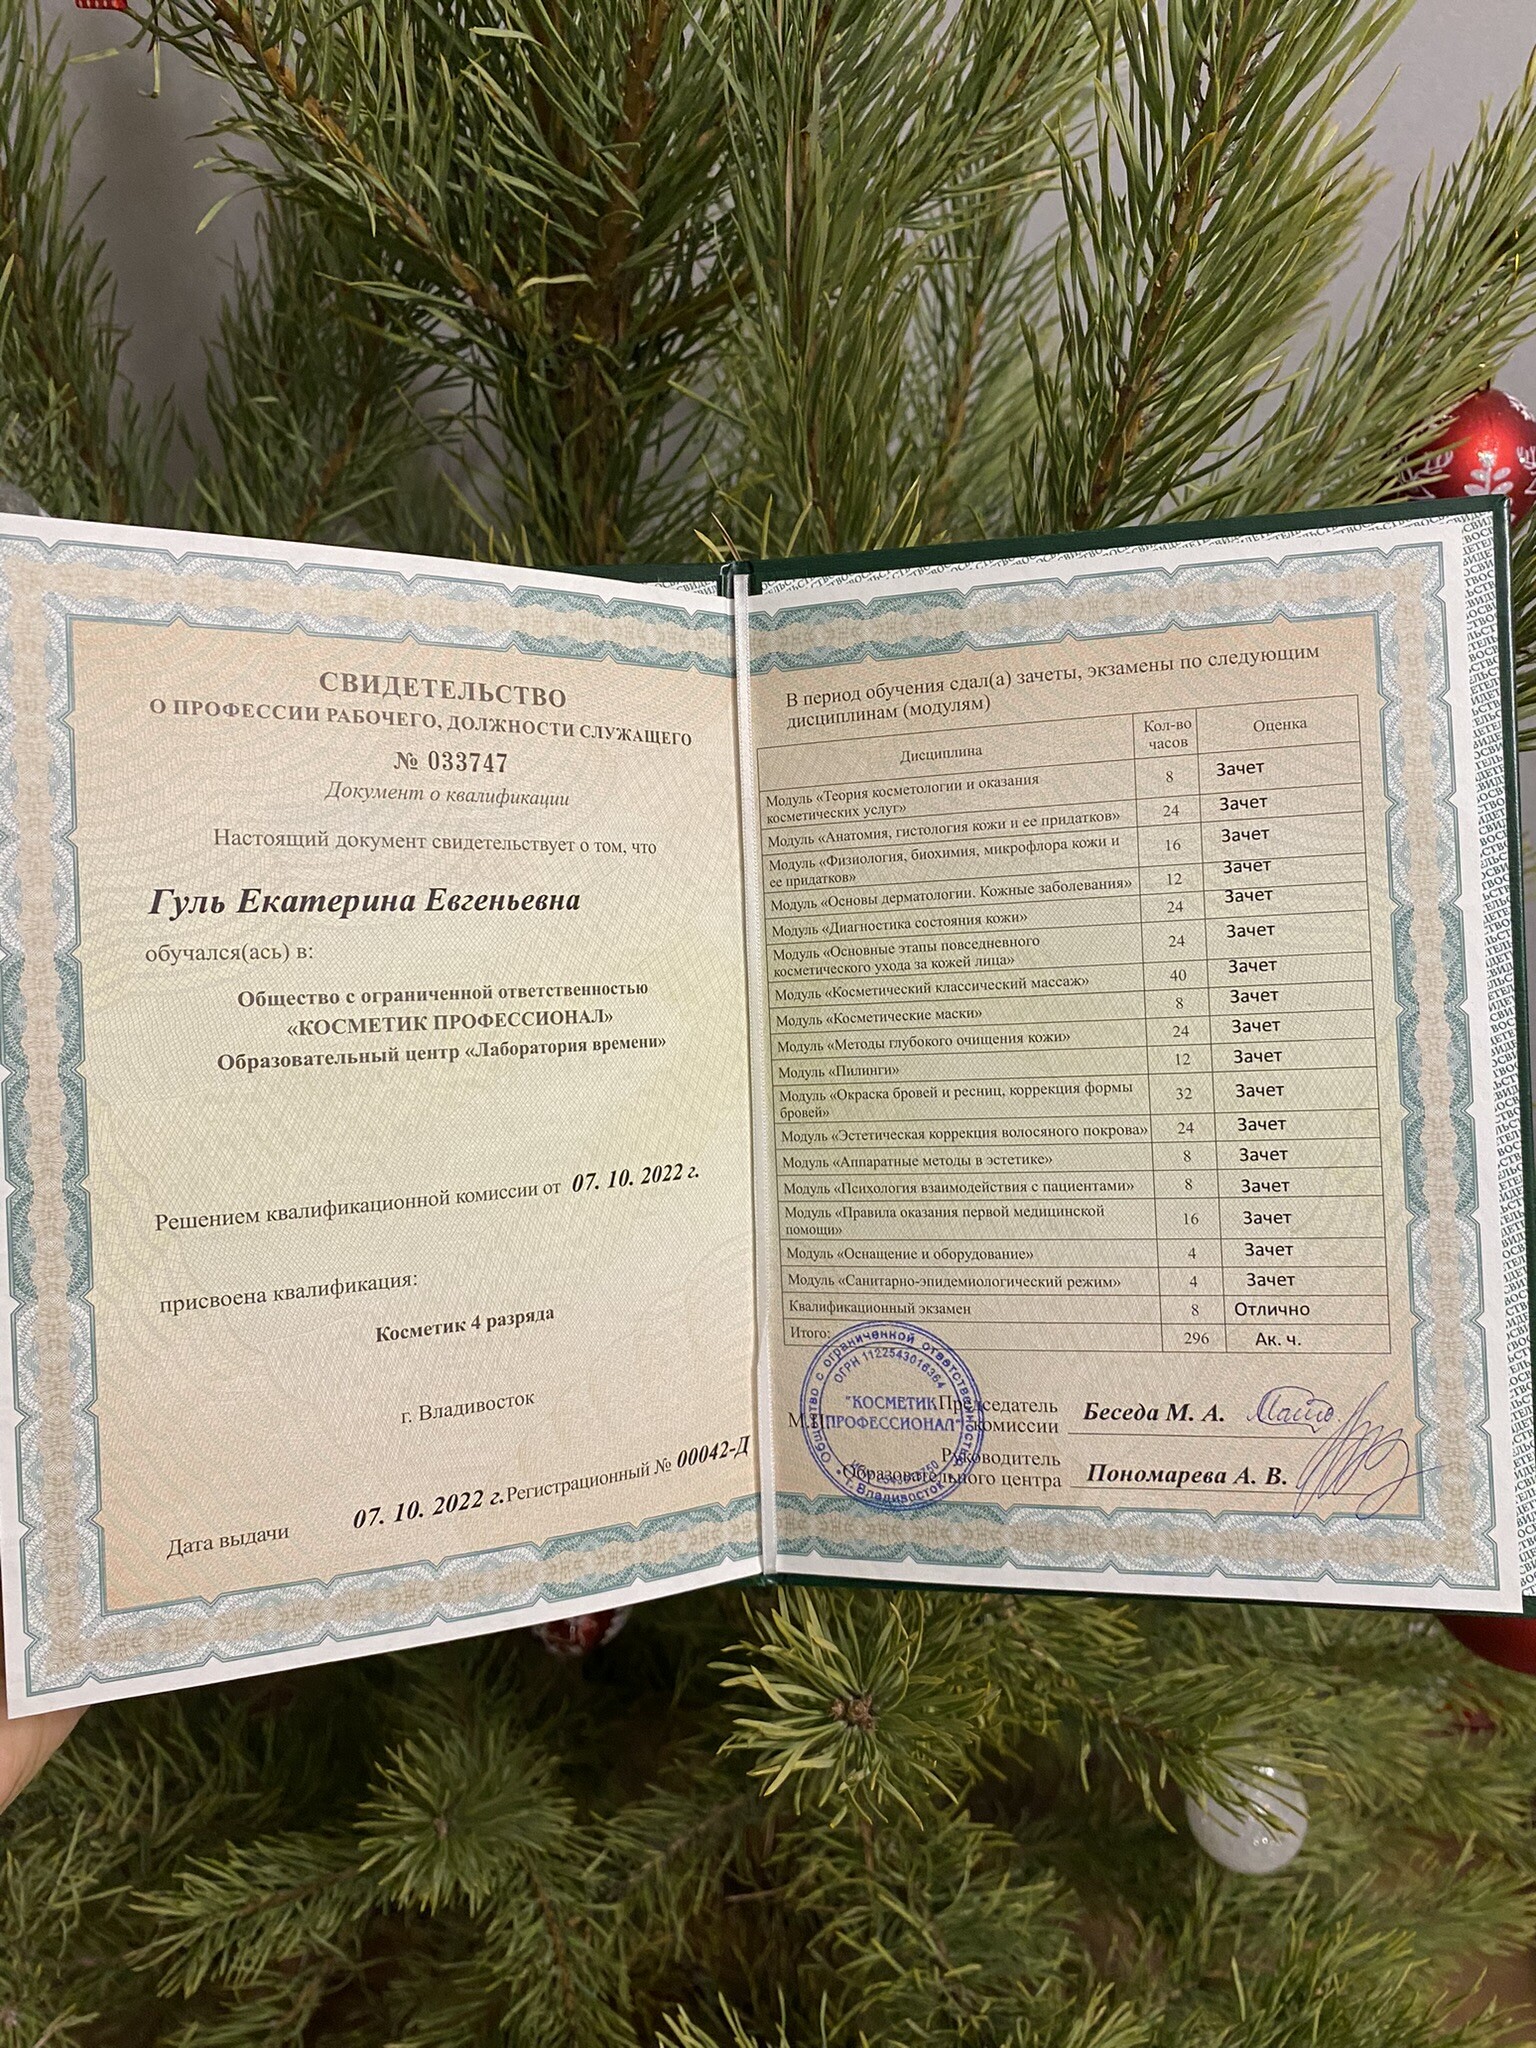 СВИДЕТЕЛЬСТВО
О ПРОФЕССИИ РАБОЧЕГО, ДОЛЖНОСТИ СЛУЖАЩЕГО
№ 033747
Документ о квалификации
Настоящий документ свидетельствует о том, что
Гуль Екатерина Евгеньевна
обучался(ась) в:
Общество с ограниченной ответственностью
«КОСМЕТИК ПРОФЕССИОНАЛ»
Образовательный центр «Лаборатория времени»
Решением квалификационной комиссии от 07. 10. 2022 г.
присвоена квалификация:
Косметик 4 разряда
г. Владивосток
Дата выдачи 07. 10. 2022 г. Регистрационный № 00042-Д
В период обучения сдал(а) зачеты, экзамены по следующим
дисциплинам (модулям)
Дисциплина Кол-во часов Оценка
Модуль «Теория косметологии и оказания
косметических услуг» 8 Зачет
Модуль «Анатомия, гистология кожи и ее придатков» 24 Зачет
Модуль «Физиология, биохимия, микрофлора кожи и
ее придатков» 16 Зачет
Модуль «Основы дерматологии. Кожные заболевания» 12 Зачет
Модуль «Диагностика состояния кожи» 24 Зачет
Модуль «Основные этапы повседневного
косметического ухода за кожей лица» 24 Зачет
Модуль «Косметический классический массаж» 40 Зачет
Модуль «Косметические маски» 8 Зачет
Модуль «Методы глубокого очищения кожи» 24 Зачет
Модуль «Пилинги» 12 Зачет
Модуль «Окраска бровей и ресниц, коррекция формы
бровей» 32 Зачет
Модуль «Эстетическая коррекция волосяного покрова» 24 Зачет
Модуль «Аппаратные методы в эстетике» 8 Зачет
Модуль «Психология взаимодействия с пациентами» 8 Зачет
Модуль «Правила оказания первой медицинской
помощи» 16 Зачет
Модуль «Оснащение и оборудование» 4 Зачет
Модуль «Санитарно-эпидемиологический режим» 4 Зачет
Квалификационный экзамен 8 Отлично
Итого: 296 Ак. ч.
Председатель
комиссии Беседа М. А.
Руководитель
Образовательного центра Пономарева А. В.
Общество с ограниченной ответственностью
ОГРН 1122543016364
"КОСМЕТИК
ПРОФЕССИОНАЛ"
г. Владивосток